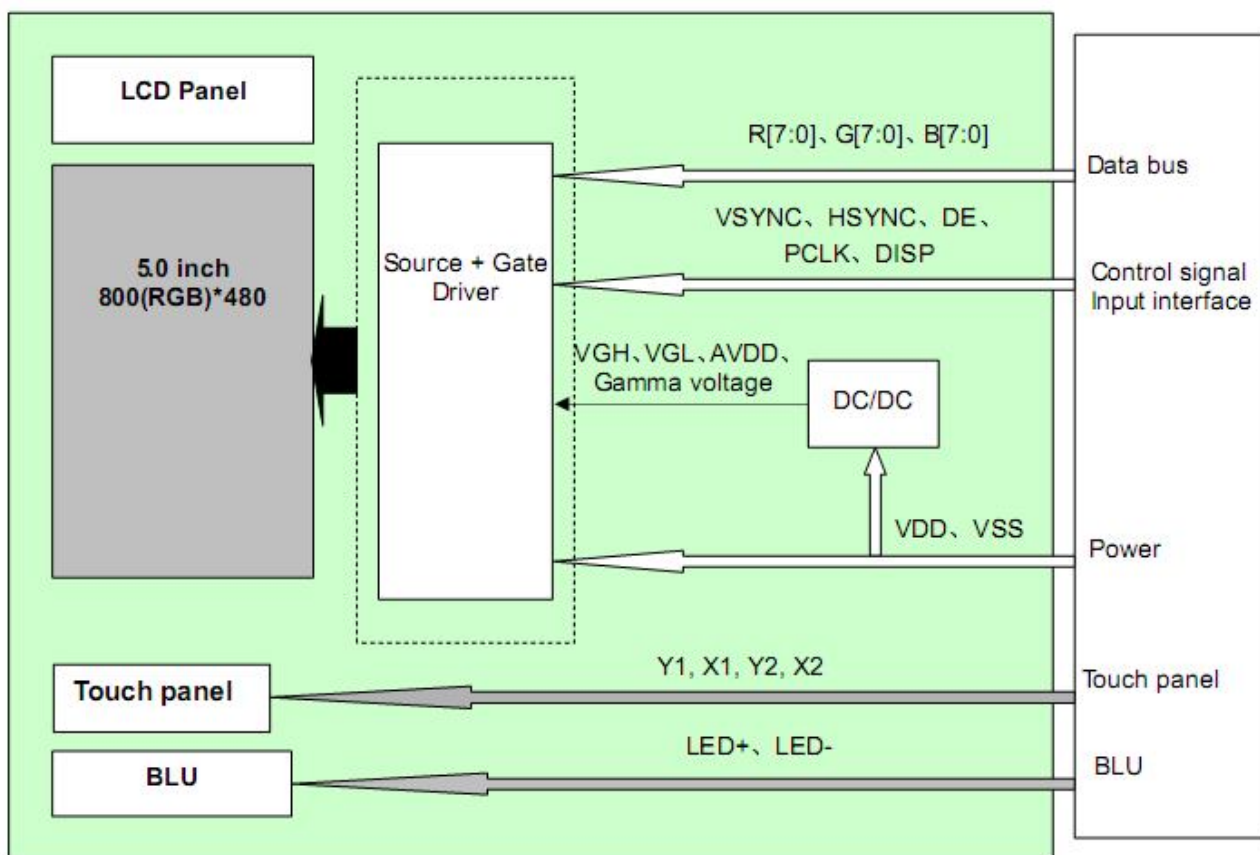 LCD Panel
5.0 inch
800(RGB)*480
Source + Gate
Driver
R[7:0]、G[7:0]、B[7:0]
Data bus
VSYNC、HSYNC、DE、
PCLK、DISP
Control signal
Input interface
VGH、VGL、AVDD、
Gamma voltage
DC/DC
VDD、VSS
Power
Touch panel
Y1, X1, Y2, X2
Touch panel
BLU
LED+、LED-
BLU